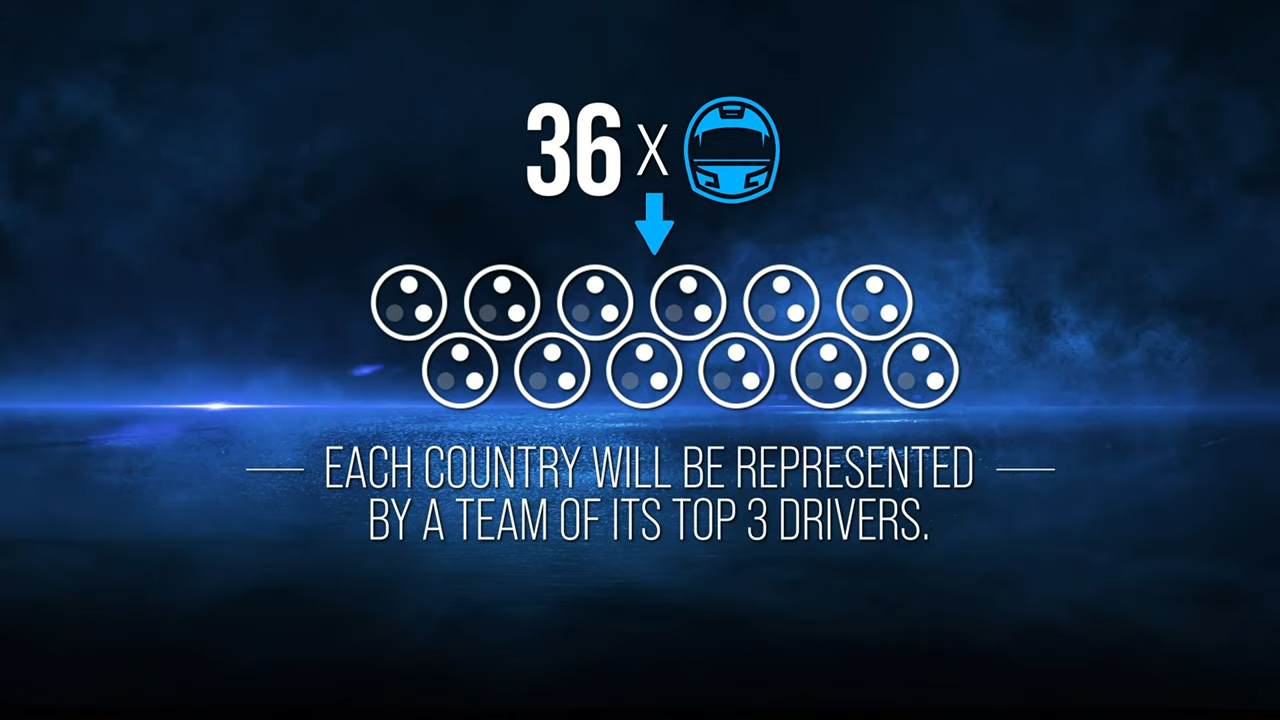 36 X
EACH COUNTRY WILL BE REPRESENTED
BY A TEAM OF ITS TOP 3 DRIVERS.